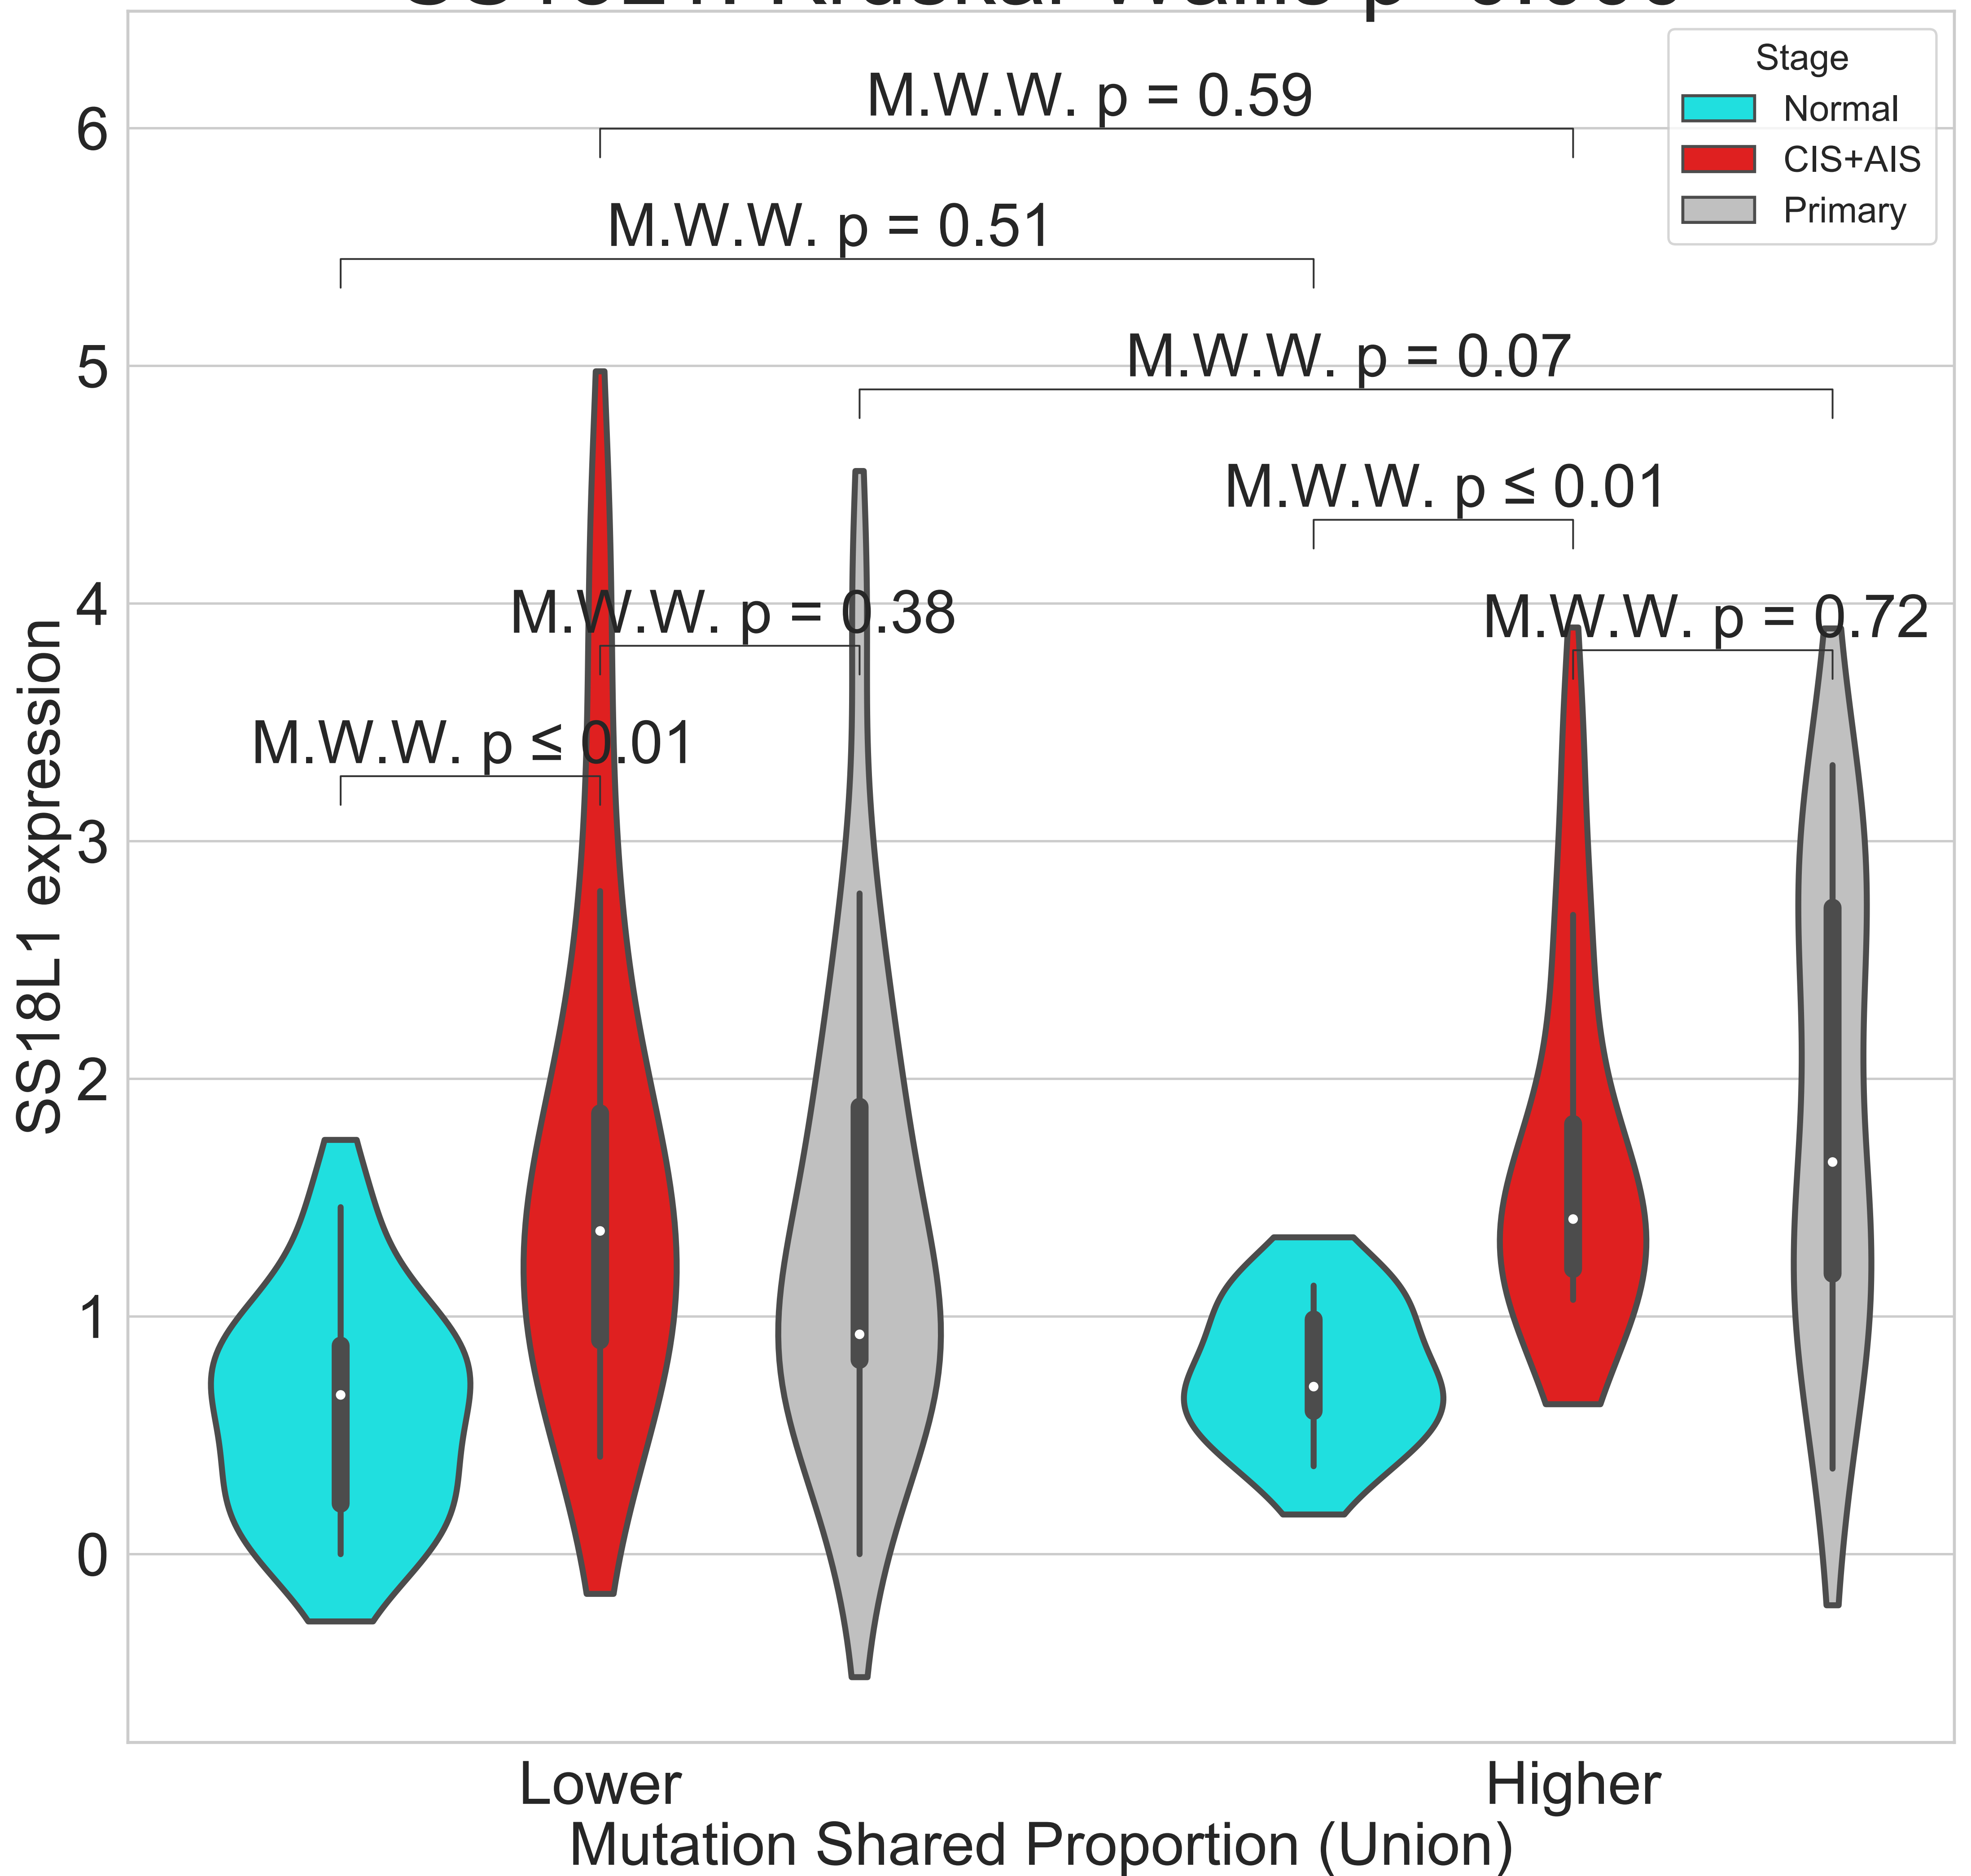 Stage
Normal
CIS+AIS
Primary
M.W.W. p = 0.59
M.W.W. p = 0.51
M.W.W. p = 0.07
M.W.W. p ≤ 0.01
M.W.W. p = 0.38
M.W.W. p = 0.72
M.W.W. p ≤ 0.01
SS18L1 expression
6
5
4
3
2
1
0
Lower
Higher
Mutation Shared Proportion (Union)